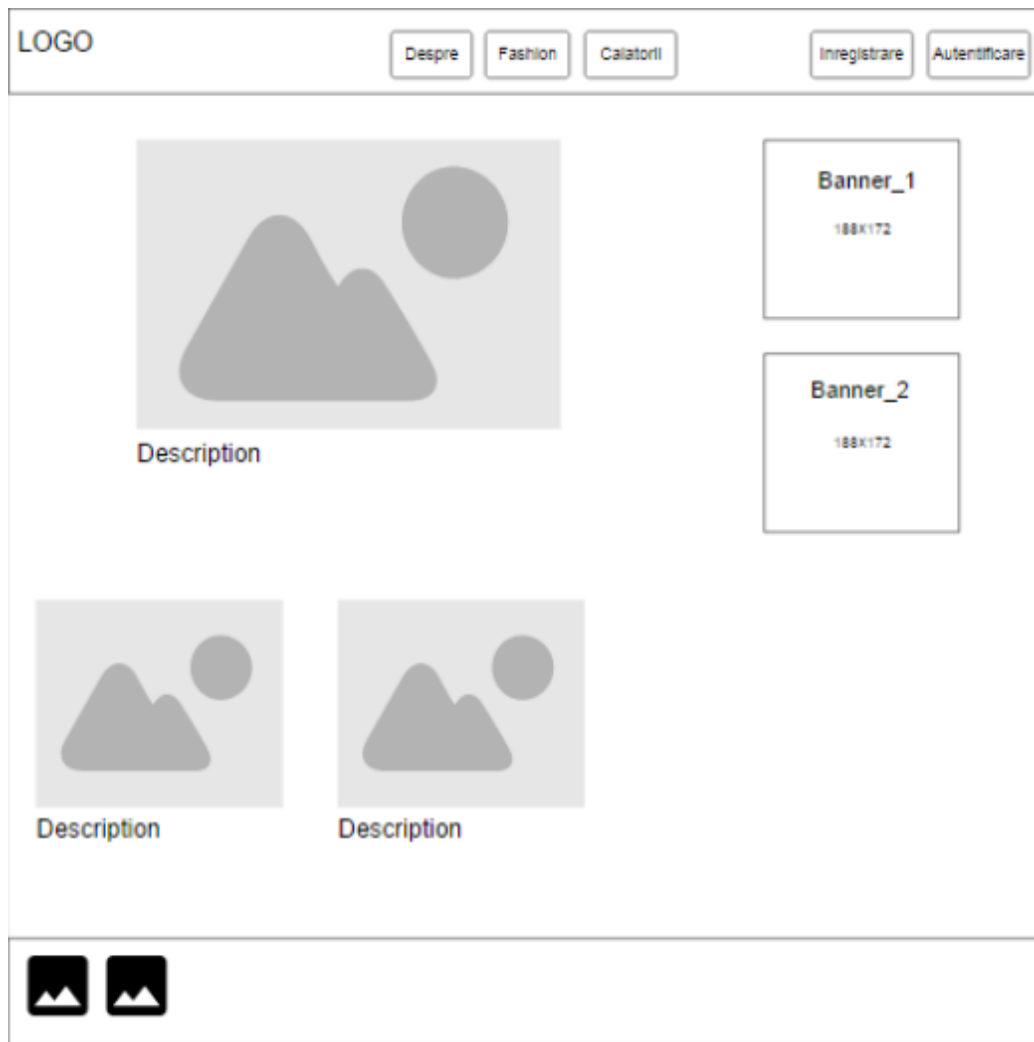 LOGO
Despre
Fashion
Calatorii
Inregistrare
Autentificare
Banner_1
188X172
Description
Banner_2
188X172
Description
Description